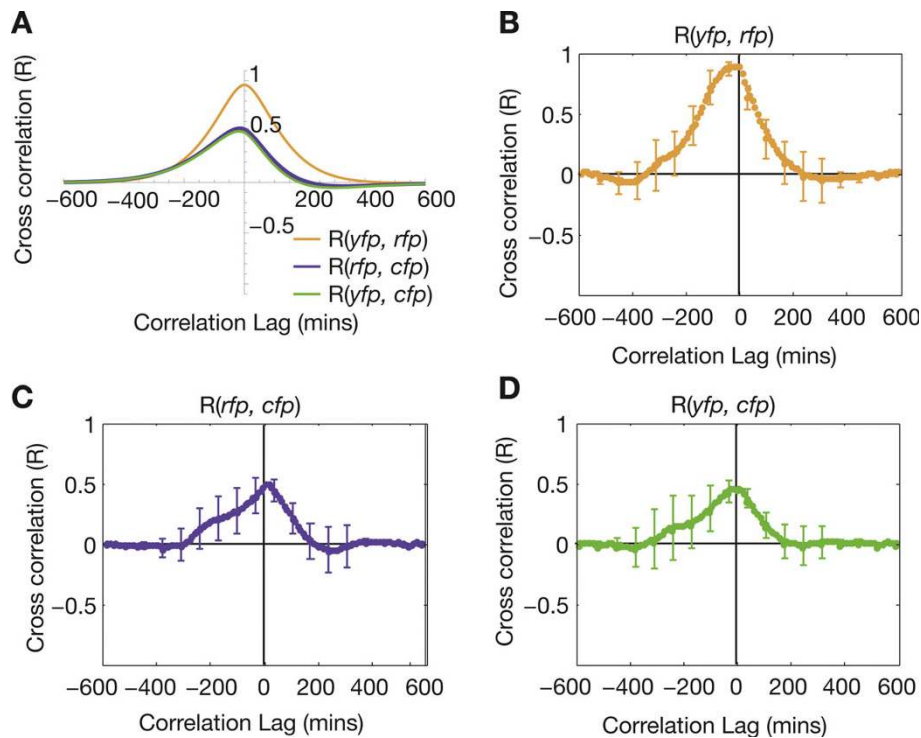 A
Cross correlation (R)
1
0.5
−600 −400 −200 200 400 600
−0.5
R(yfp, rfp)
R(rfp, cfp)
R(yfp, cfp)
Correlation Lag (mins)
B
R(yfp, rfp)
Cross correlation (R)
1
0.5
0
−0.5
−600 −400 −200 0 200 400 600
Correlation Lag (mins)
C
R(rfp, cfp)
Cross correlation (R)
1
0.5
0
−0.5
−600 −400 −200 0 200 400 600
Correlation Lag (mins)
D
R(yfp, cfp)
Cross correlation (R)
1
0.5
0
−0.5
−600 −400 −200 0 200 400 600
Correlation Lag (mins)